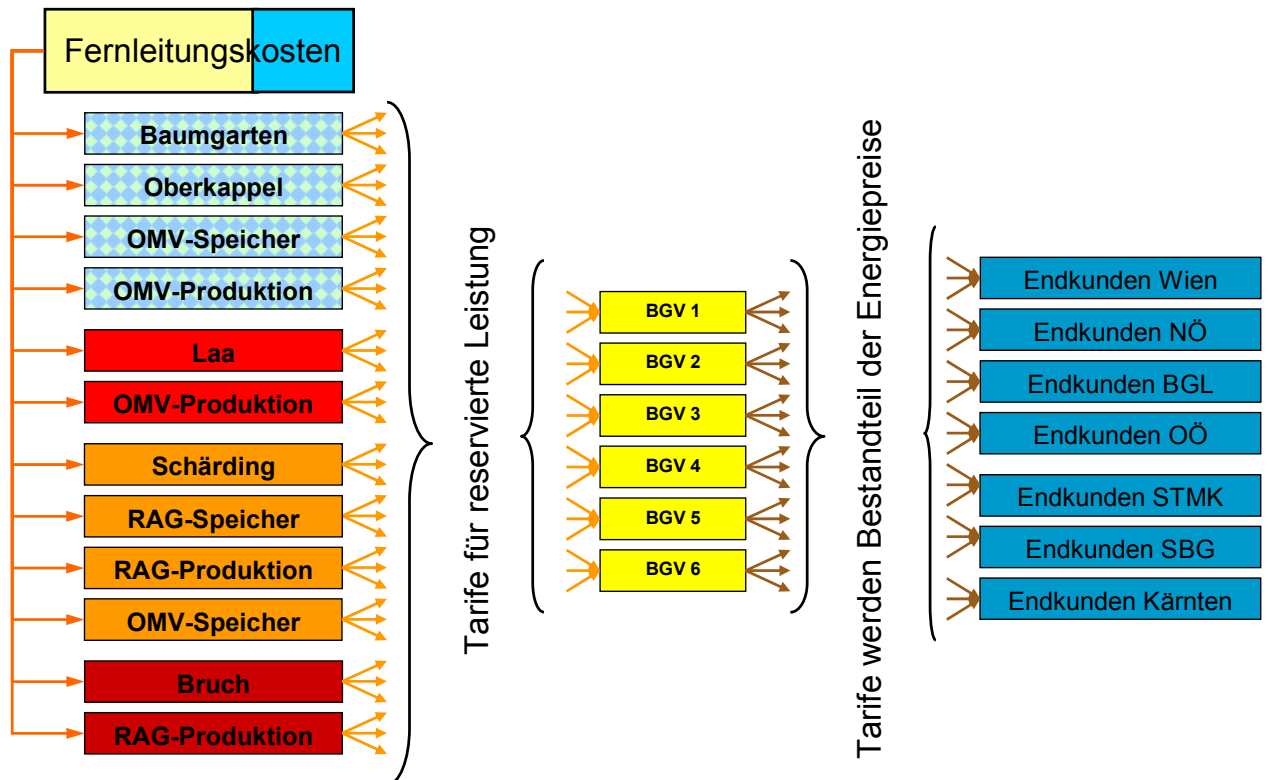 Fernleitungskosten
Baumgarten
Oberkappel
OMV-Speicher
OMV-Produktion
Laa
OMV-Produktion
Schärding
RAG-Speicher
RAG-Produktion
OMV-Speicher
Bruch
RAG-Produktion
Tarife für reservierte Leistung
BGV 1
BGV 2
BGV 3
BGV 4
BGV 5
BGV 6
Tarife werden Bestandteil der Energiepreise
Endkunden Wien
Endkunden NÖ
Endkunden BGL
Endkunden OÖ
Endkunden STMK
Endkunden SBG
Endkunden Kärnten